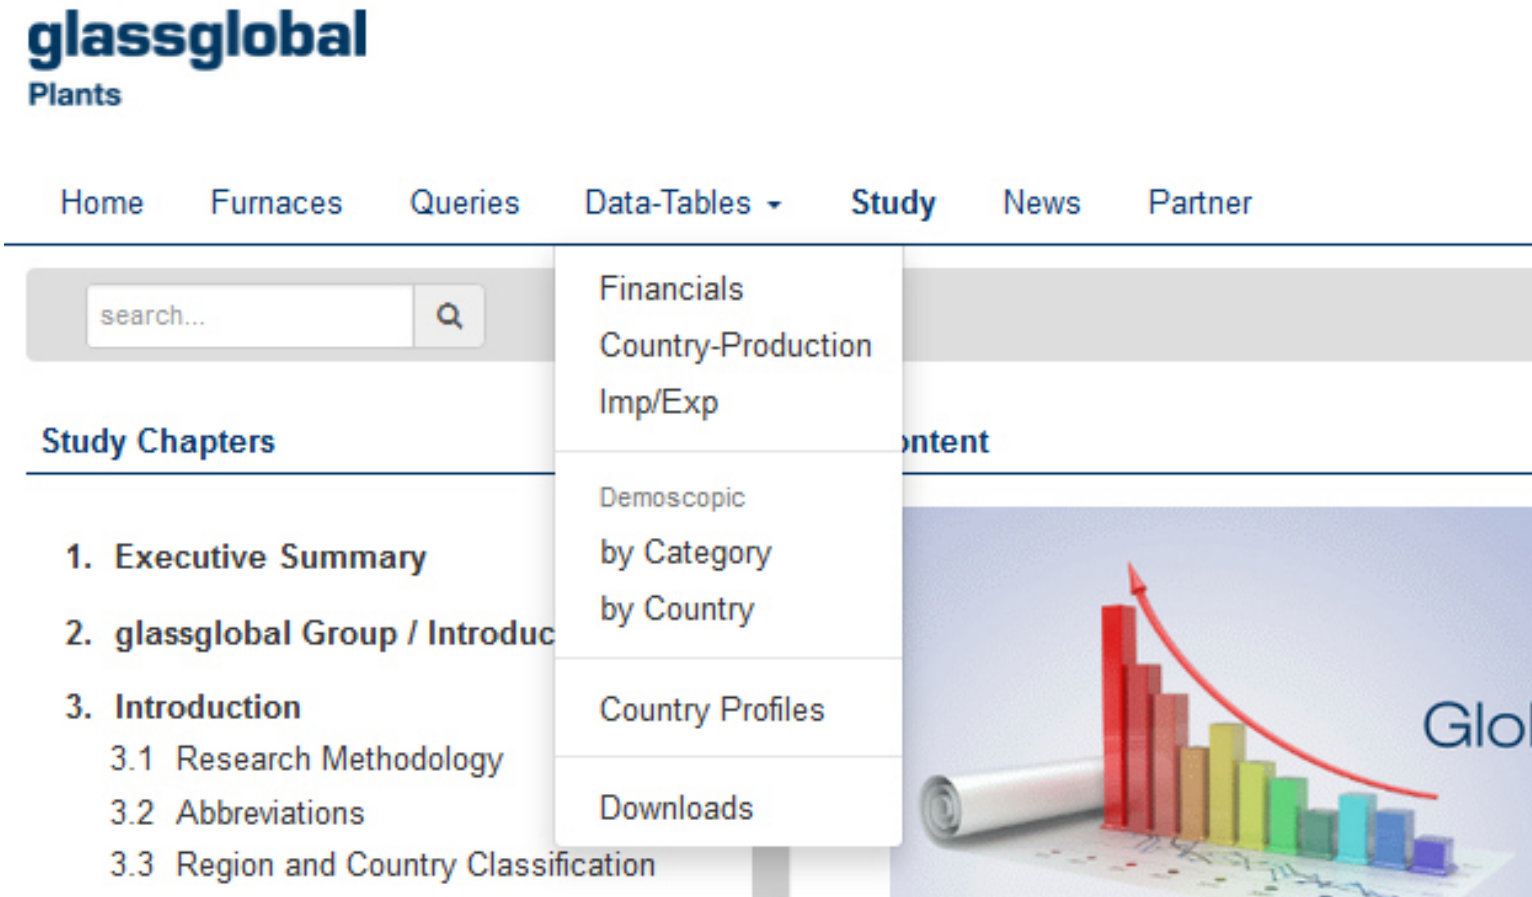 glassglobal
Plants
Home Furnaces Queries Data-Tables Study News Partner
search...
Financials
Country-Production
Imp/Exp
Demoscopic
by Category
by Country
Country Profiles
Downloads
Study Chapters
1. Executive Summary
2. glassglobal Group / Introduc
3. Introduction
3.1 Research Methodology
3.2 Abbreviations
3.3 Region and Country Classification
ontent
Glo